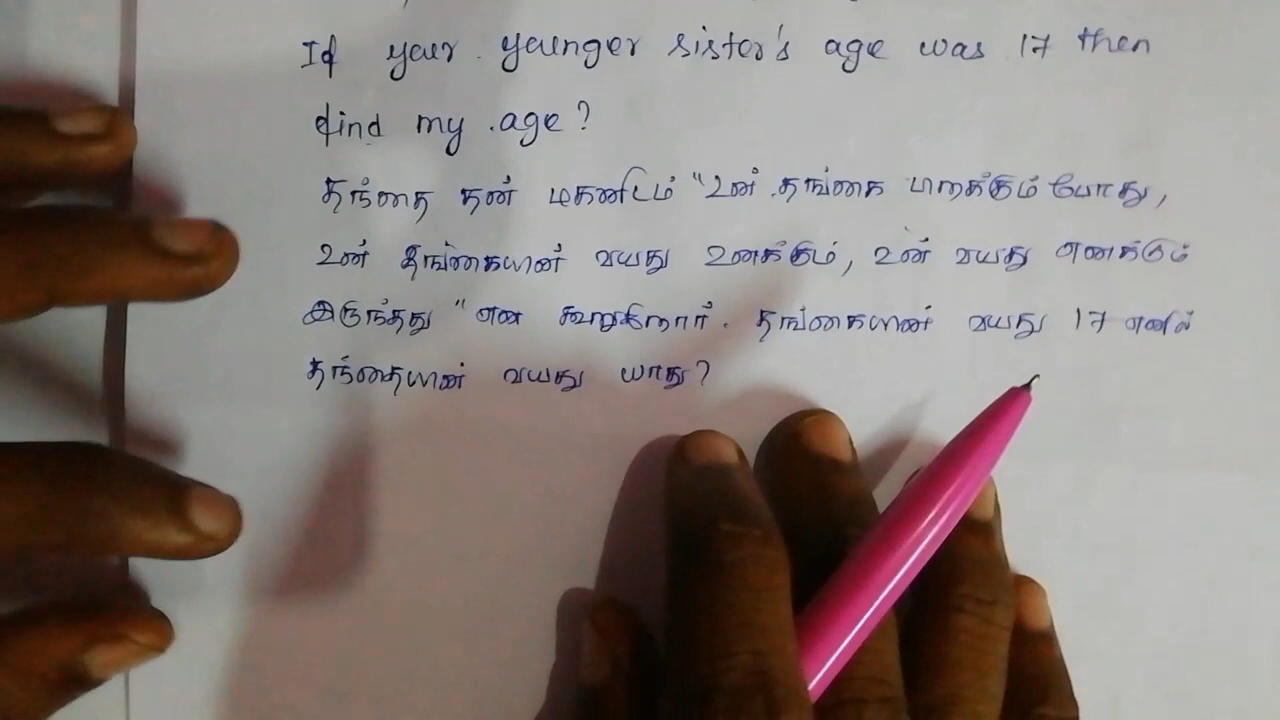 If your younger sister's age was 17 then
find my age?
தந்தை தன் மகனிடம் "உன் தங்கை பறக்கும் போது,
உன் தங்கையின் வயது உனக்கும், உன் வயது எனக்கும்
இருந்தது" என கூறுகிறார். தங்கையின் வயது 17 எனில்
தந்தையின் வயது யாது?